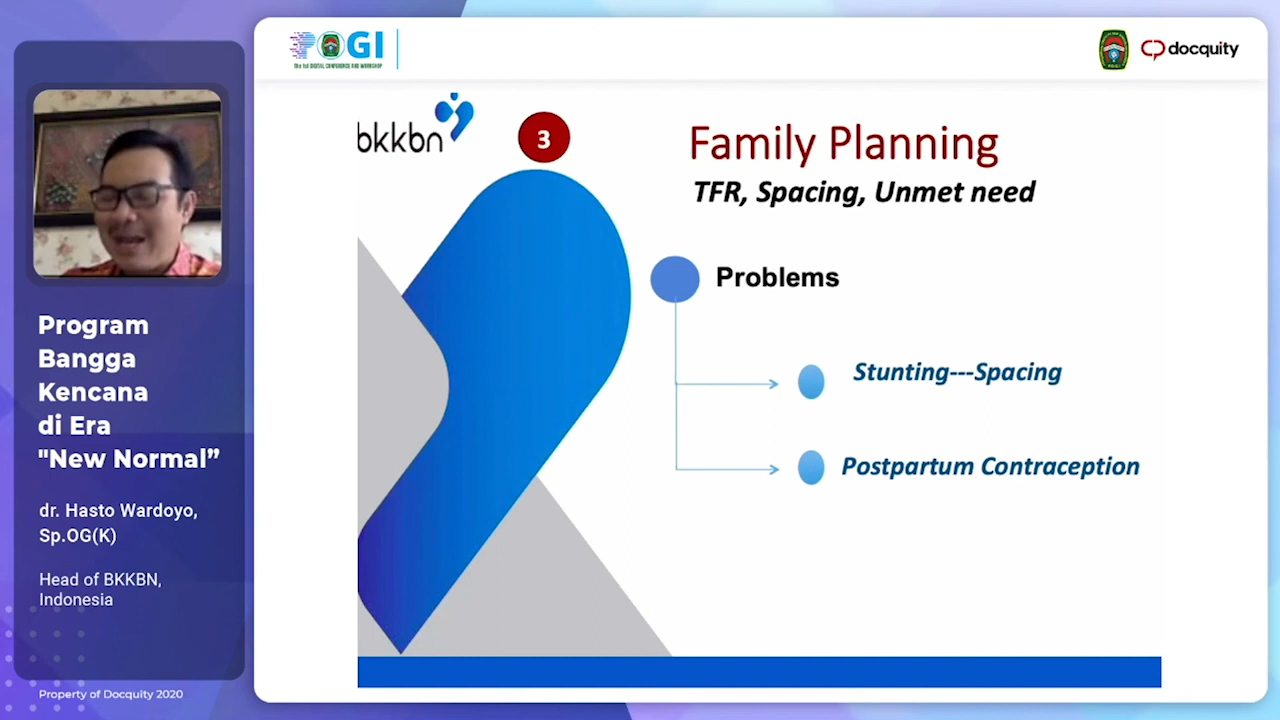 POGI
the 1st DIGITAL CONFERENCE AND WORKSHOP
docquity
bkkbn
3
Family Planning
TFR, Spacing, Unmet need
Problems
Stunting---Spacing
Postpartum Contraception
Program
Bangga
Kencana
di Era
"New Normal”
dr. Hasto Wardoyo,
Sp.OG(K)
Head of BKKBN,
Indonesia
Property of Docquity 2020